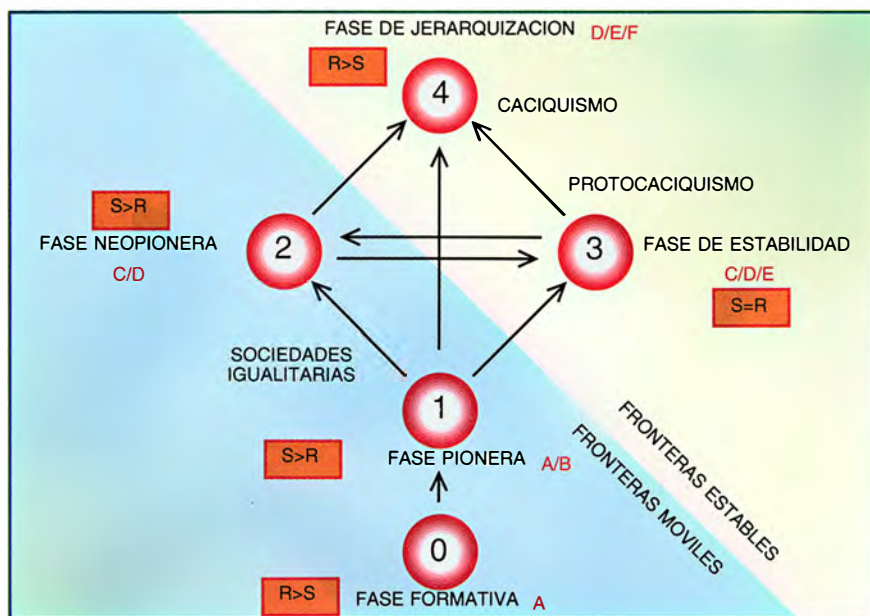 FASE DE JERARQUIZACION D/E/F
R>S
4
CACIQUISMO
PROTOCACIQUISMO
S>R
FASE NEOPIONERA
C/D
2
3
FASE DE ESTABILIDAD
C/D/E
S=R
SOCIEDADES
IGUALITARIAS
1
S>R
FASE PIONERA A/B
FRONTERAS ESTABLES
FRONTERAS MOVILES
0
R>S
FASE FORMATIVA A